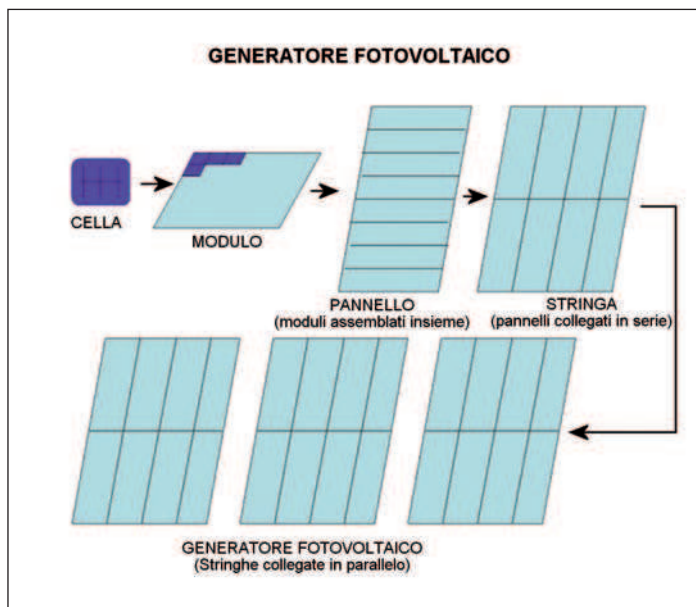 GENERATORE FOTOVOLTAICO
CELLA
MODULO
PANNELLO
(moduli assemblati insieme)
STRINGA
(pannelli collegati in serie)
GENERATORE FOTOVOLTAICO
(Stringhe collegate in parallelo)